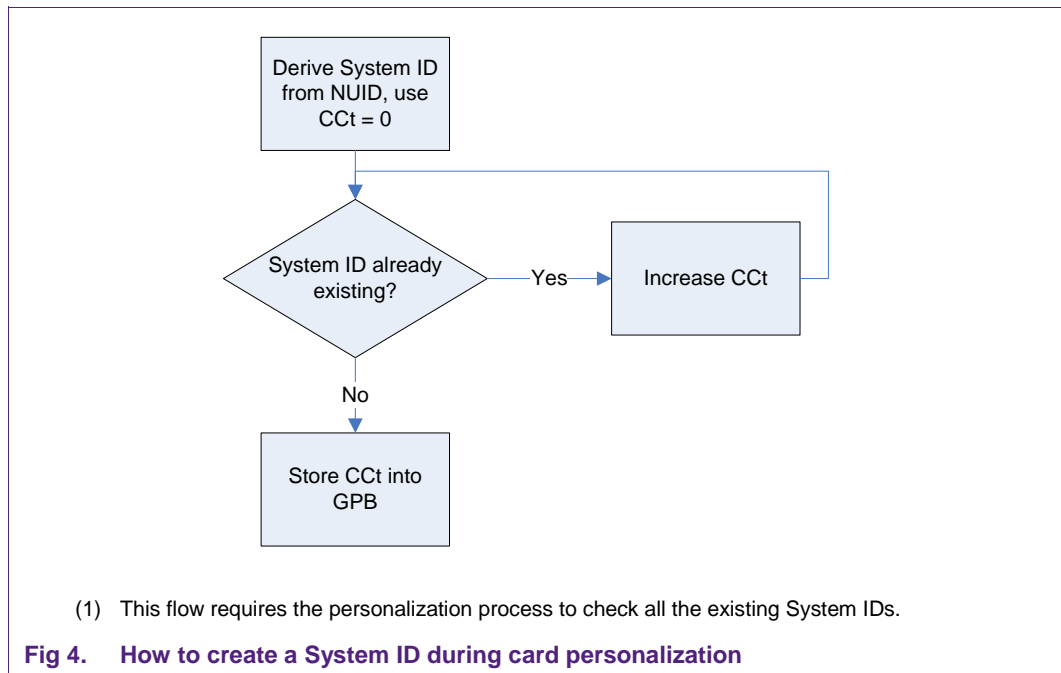 Derive System ID
from NUID, use
CCt = 0
System ID already
existing?
Yes
Increase CCt
No
Store CCt into
GPB
(1) This flow requires the personalization process to check all the existing System IDs.
Fig 4. How to create a System ID during card personalization